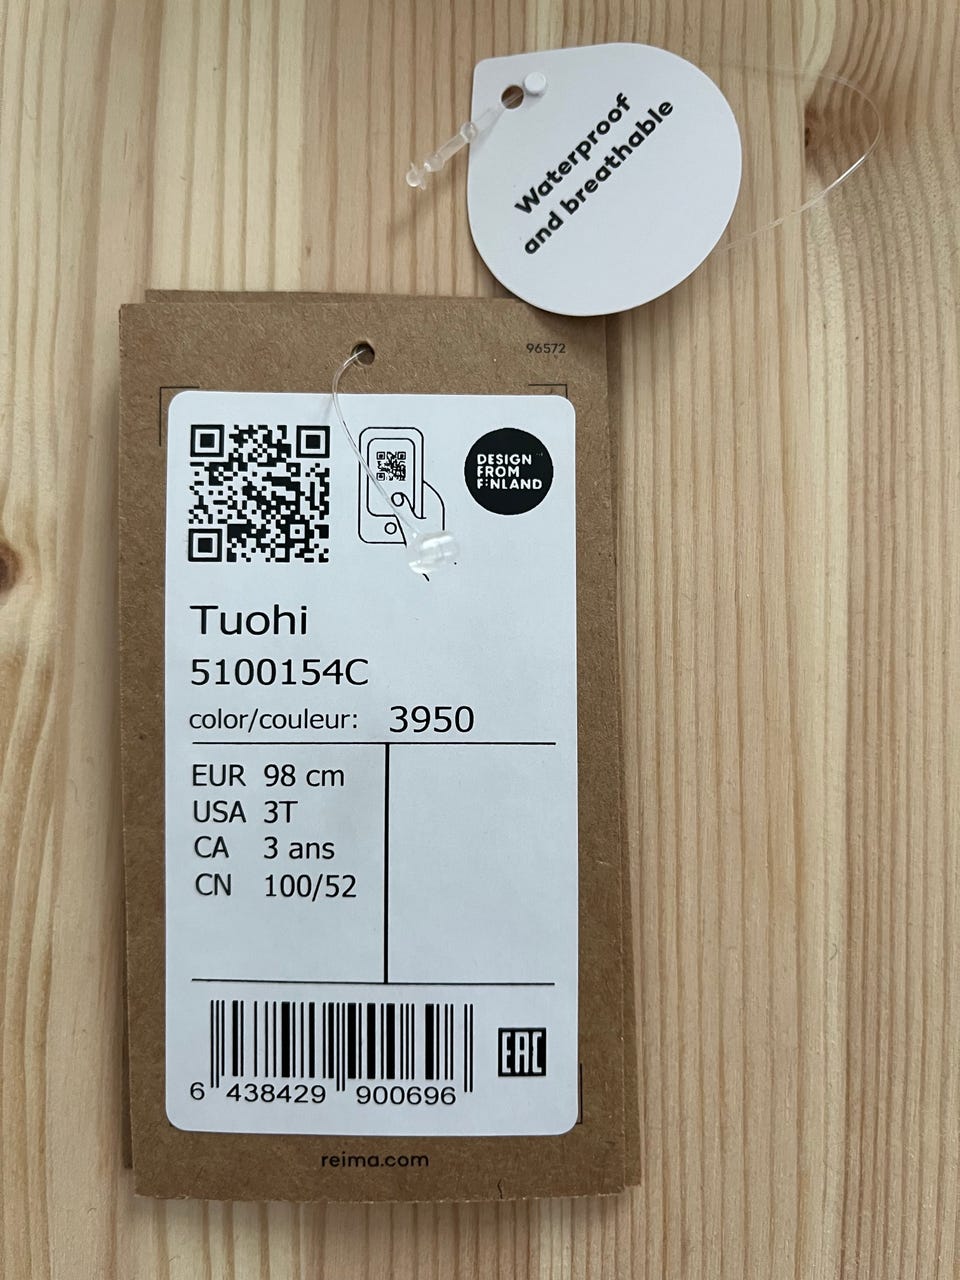 Waterproof
and breathable
96572
DESIGN
FROM
FINLAND
Tuohi
5100154C
color/couleur: 3950
EUR 98 cm
USA 3T
CA 3 ans
CN 100/52
6 438429 900696
EAC
reima.com